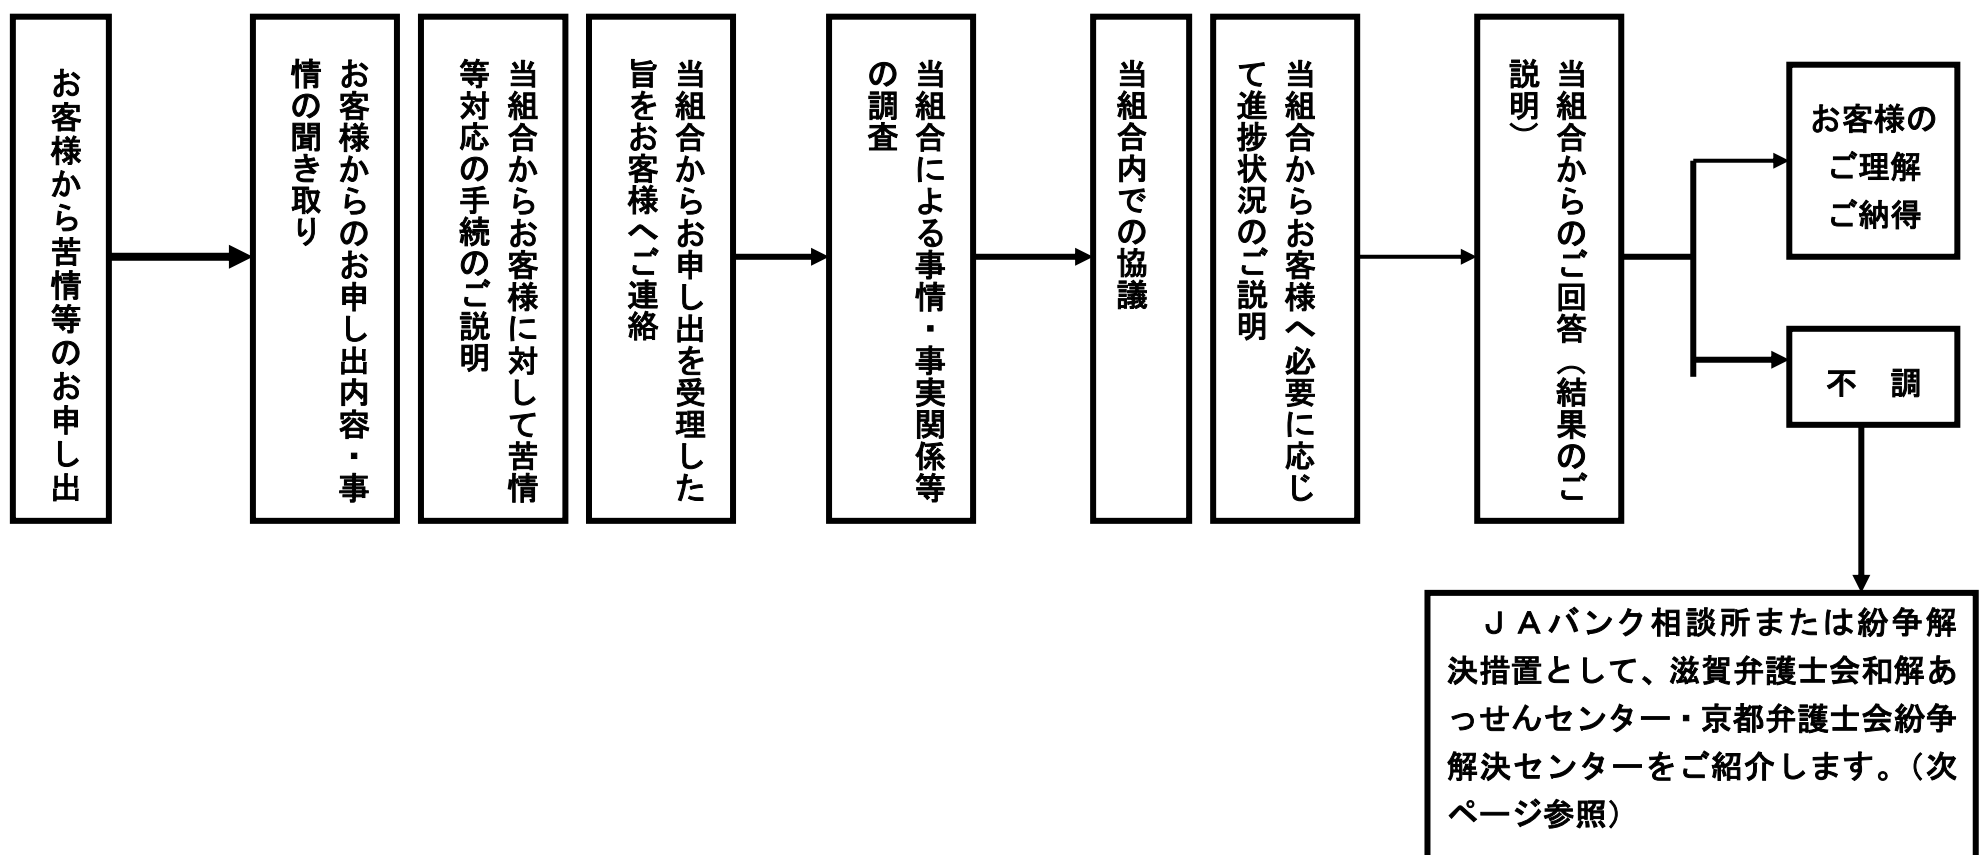 お客様から苦情等のお申し出
お客様からのお申し出内容・事
情の聞き取り
当組合からお客様に対して苦情
等対応の手続のご説明
当組合からお申し出を受理した
旨をお客様へご連絡
当組合による事情・事実関係等
の調査
当組合内での協議
当組合からお客様へ必要に応じ
て進捗状況のご説明
当組合からのご回答（結果のご
説明）
お客様の
ご理解
ご納得
不　調
ＪＡバンク相談所または紛争解
決措置として、滋賀弁護士会和解あ
っせんセンター・京都弁護士会紛争
解決センターをご紹介します。（次
ページ参照）